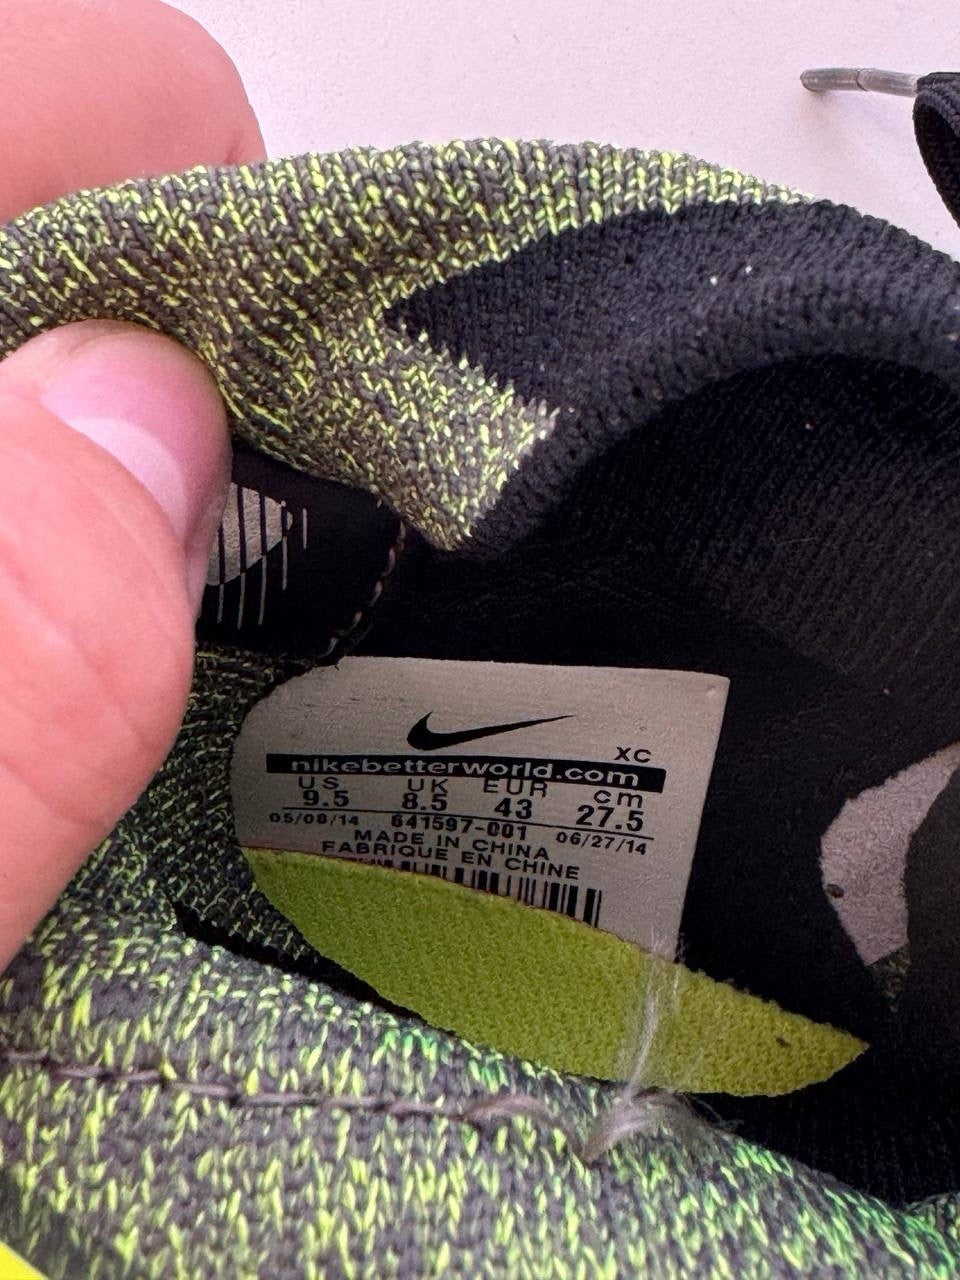 XC
nikebetterworld.com
US UK EUR cm
9.5 8.5 43 27.5
05/08/14 641597-001 06/27/14
MADE IN CHINA
FABRIQUE EN CHINE